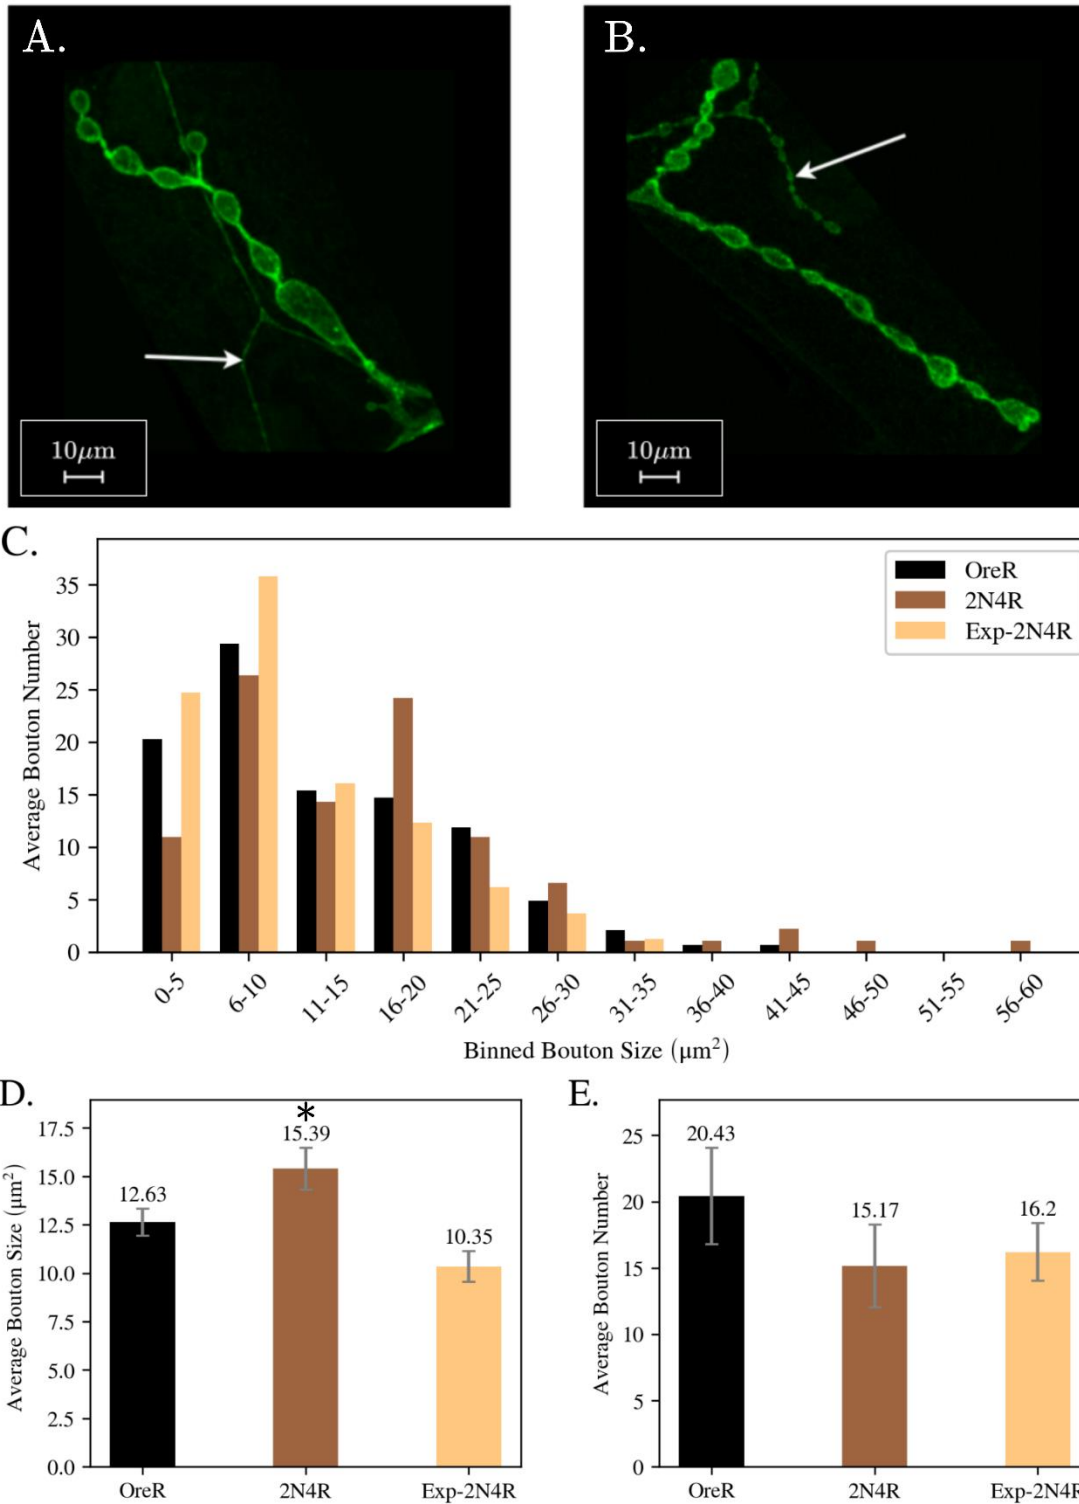 A.
B.
10μm
10μm
C.
Average Bouton Number
35
30
25
20
15
10
5
0
OreR
2N4R
Exp-2N4R
0-5
6-10
11-15
16-20
21-25
26-30
31-35
36-40
41-45
46-50
51-55
56-60
Binned Bouton Size (μm²)
D.
Average Bouton Size (μm²)
17.5
15.0
12.5
10.0
7.5
5.0
2.5
0.0
12.63
*
15.39
10.35
OreR
2N4R
Exp-2N4R
E.
Average Bouton Number
25
20
15
10
5
0
20.43
15.17
16.2
OreR
2N4R
Exp-2N4R